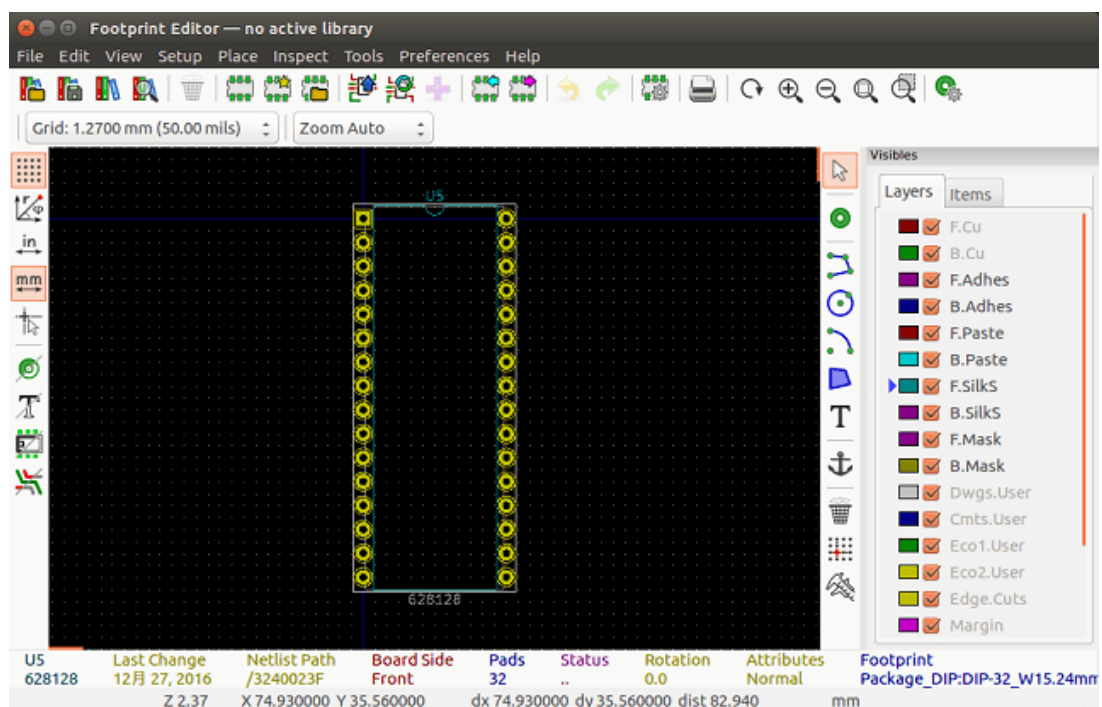 Footprint Editor — no active library
File Edit View Setup Place Inspect Tools Preferences Help
Grid: 1.2700 mm (50.00 mils) Zoom Auto
in
mm
U5
628128
T
Visibles
Layers Items
F.Cu
B.Cu
F.Adhes
B.Adhes
F.Paste
B.Paste
F.SilkS
B.SilkS
F.Mask
B.Mask
Dwgs.User
Cmts.User
Eco1.User
Eco2.User
Edge.Cuts
Margin
U5 Last Change Netlist Path Board Side Pads Status Rotation Attributes Footprint
628128 12月 27, 2016 /3240023F Front 32 .. 0.0 Normal Package_DIP:DIP-32_W15.24mm
Z 2.37 X 74.930000 Y 35.560000 dx 74.930000 dy 35.560000 dist 82.940 mm